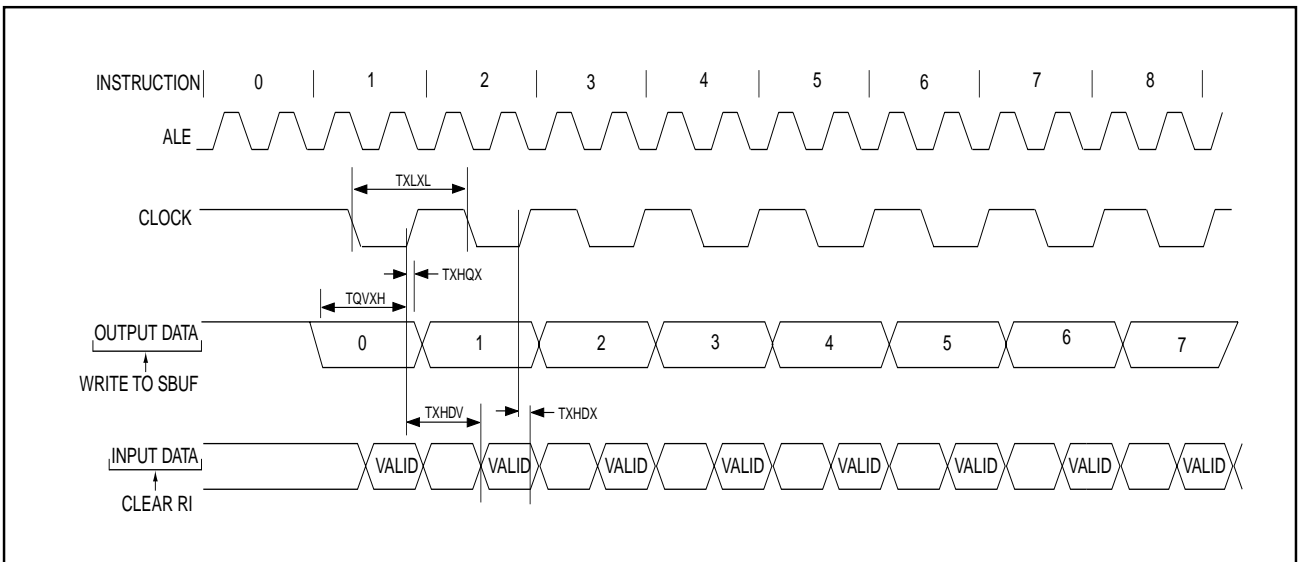 INSTRUCTION 0 1 2 3 4 5 6 7 8
ALE
TXLXL
CLOCK
TXHQX
TQVXH
OUTPUT DATA 0 1 2 3 4 5 6 7
WRITE TO SBUF
TXHDV TXHDX
INPUT DATA VALID VALID VALID VALID VALID VALID VALID VALID
CLEAR RI